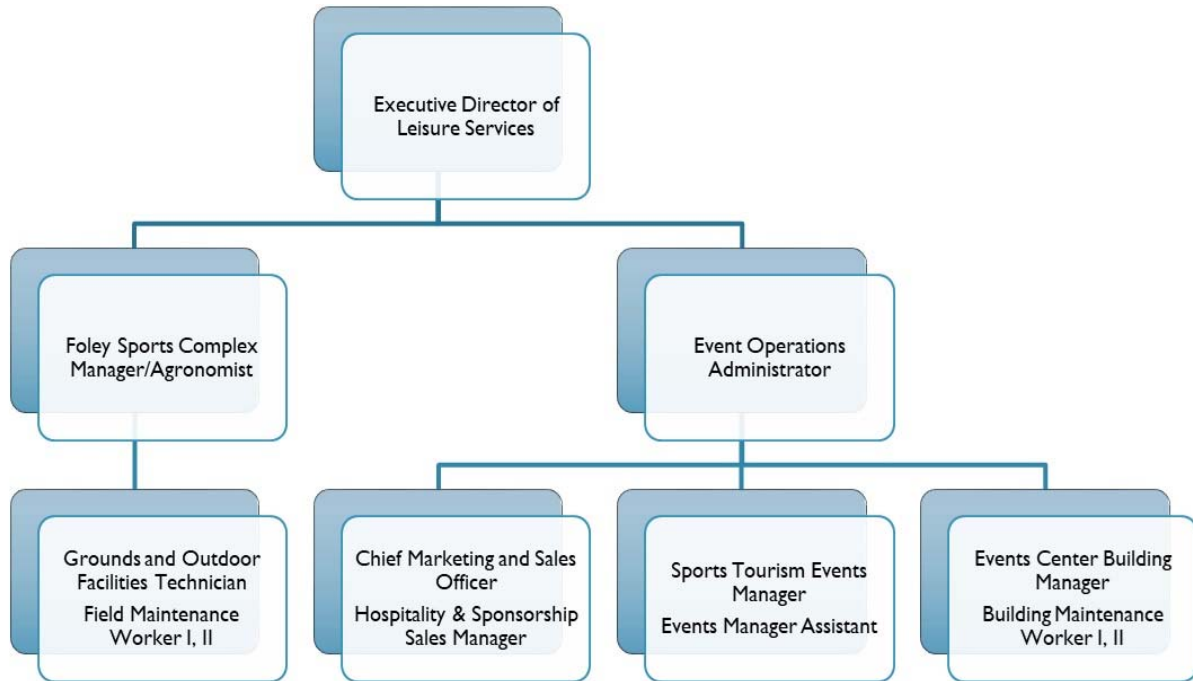 Executive Director of
Leisure Services
Foley Sports Complex
Manager/Agronomist
Event Operations
Administrator
Grounds and Outdoor
Facilities Technician
Field Maintenance
Worker I, II
Chief Marketing and Sales
Officer
Hospitality & Sponsorship
Sales Manager
Sports Tourism Events
Manager
Events Manager Assistant
Events Center Building
Manager
Building Maintenance
Worker I, II